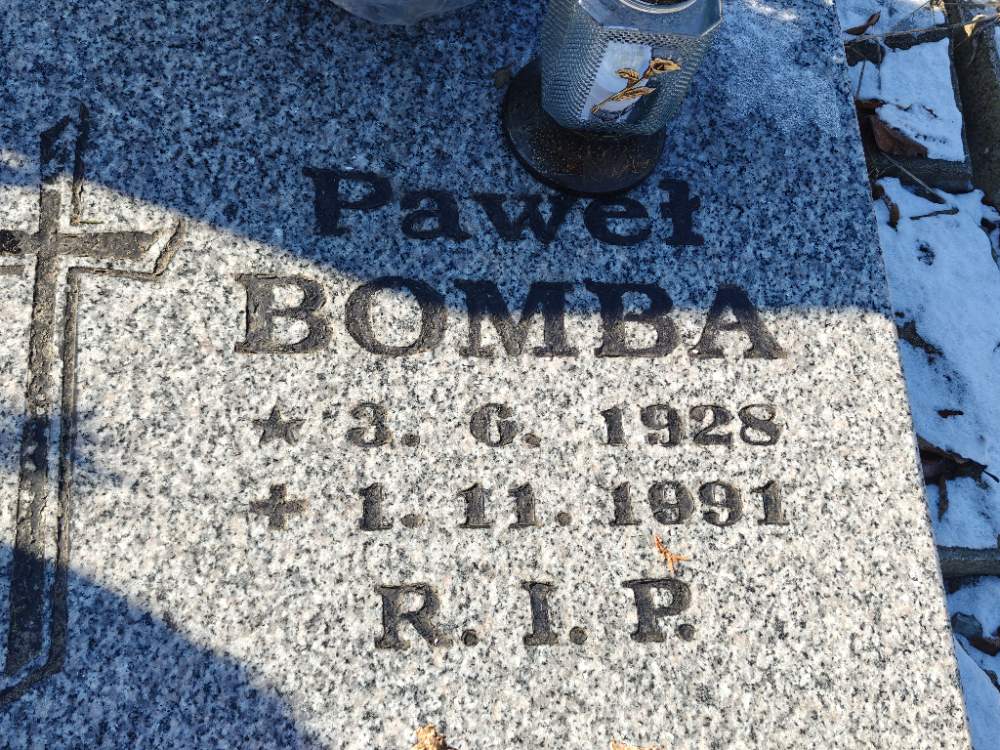 Paweł
BOMBA
★ 3. 6. 1928
✝ 1. 11. 1991
R. I. P.